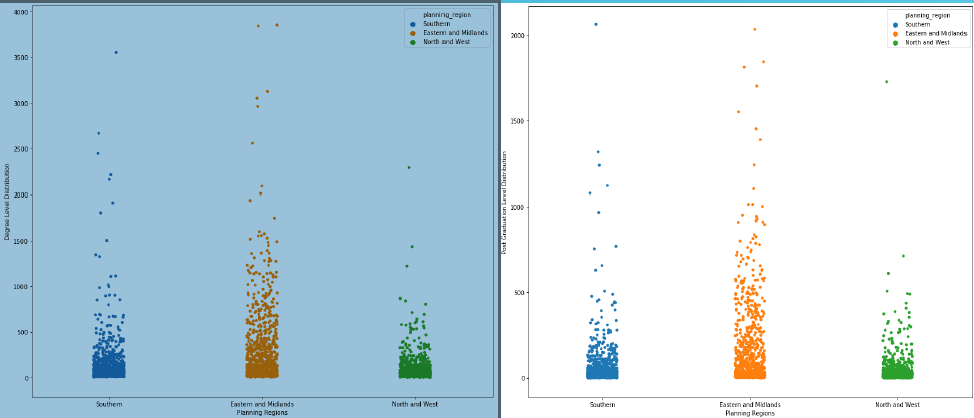 4000
3500
3000
2500
2000
1500
1000
500
0
Degree Level Distribution
planning_region
Southern
Eastern and Midlands
North and West
Southern
Eastern and Midlands
North and West
Planning Regions
2000
1500
1000
500
0
Post Graduation Level Distribution
planning_region
Southern
Eastern and Midlands
North and West
Southern
Eastern and Midlands
North and West
Planning Regions